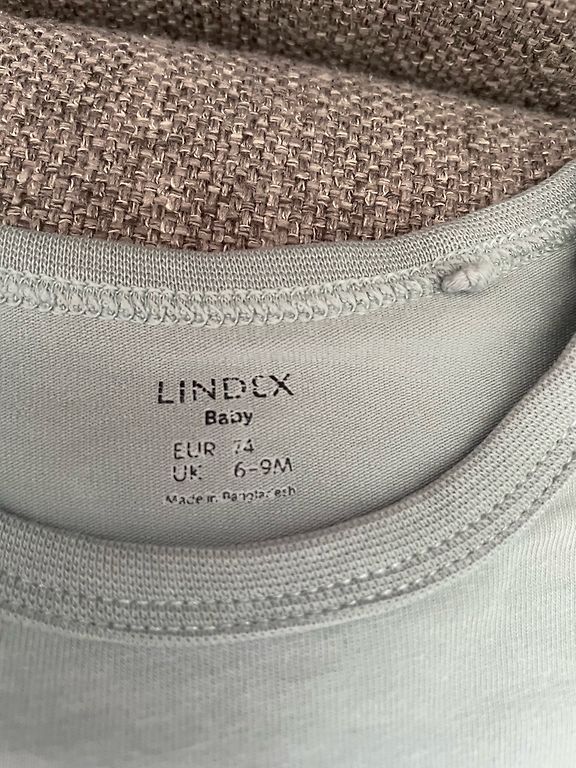 LINDEX
Baby
EUR 74
UK 6-9M
Made in Bangladesh